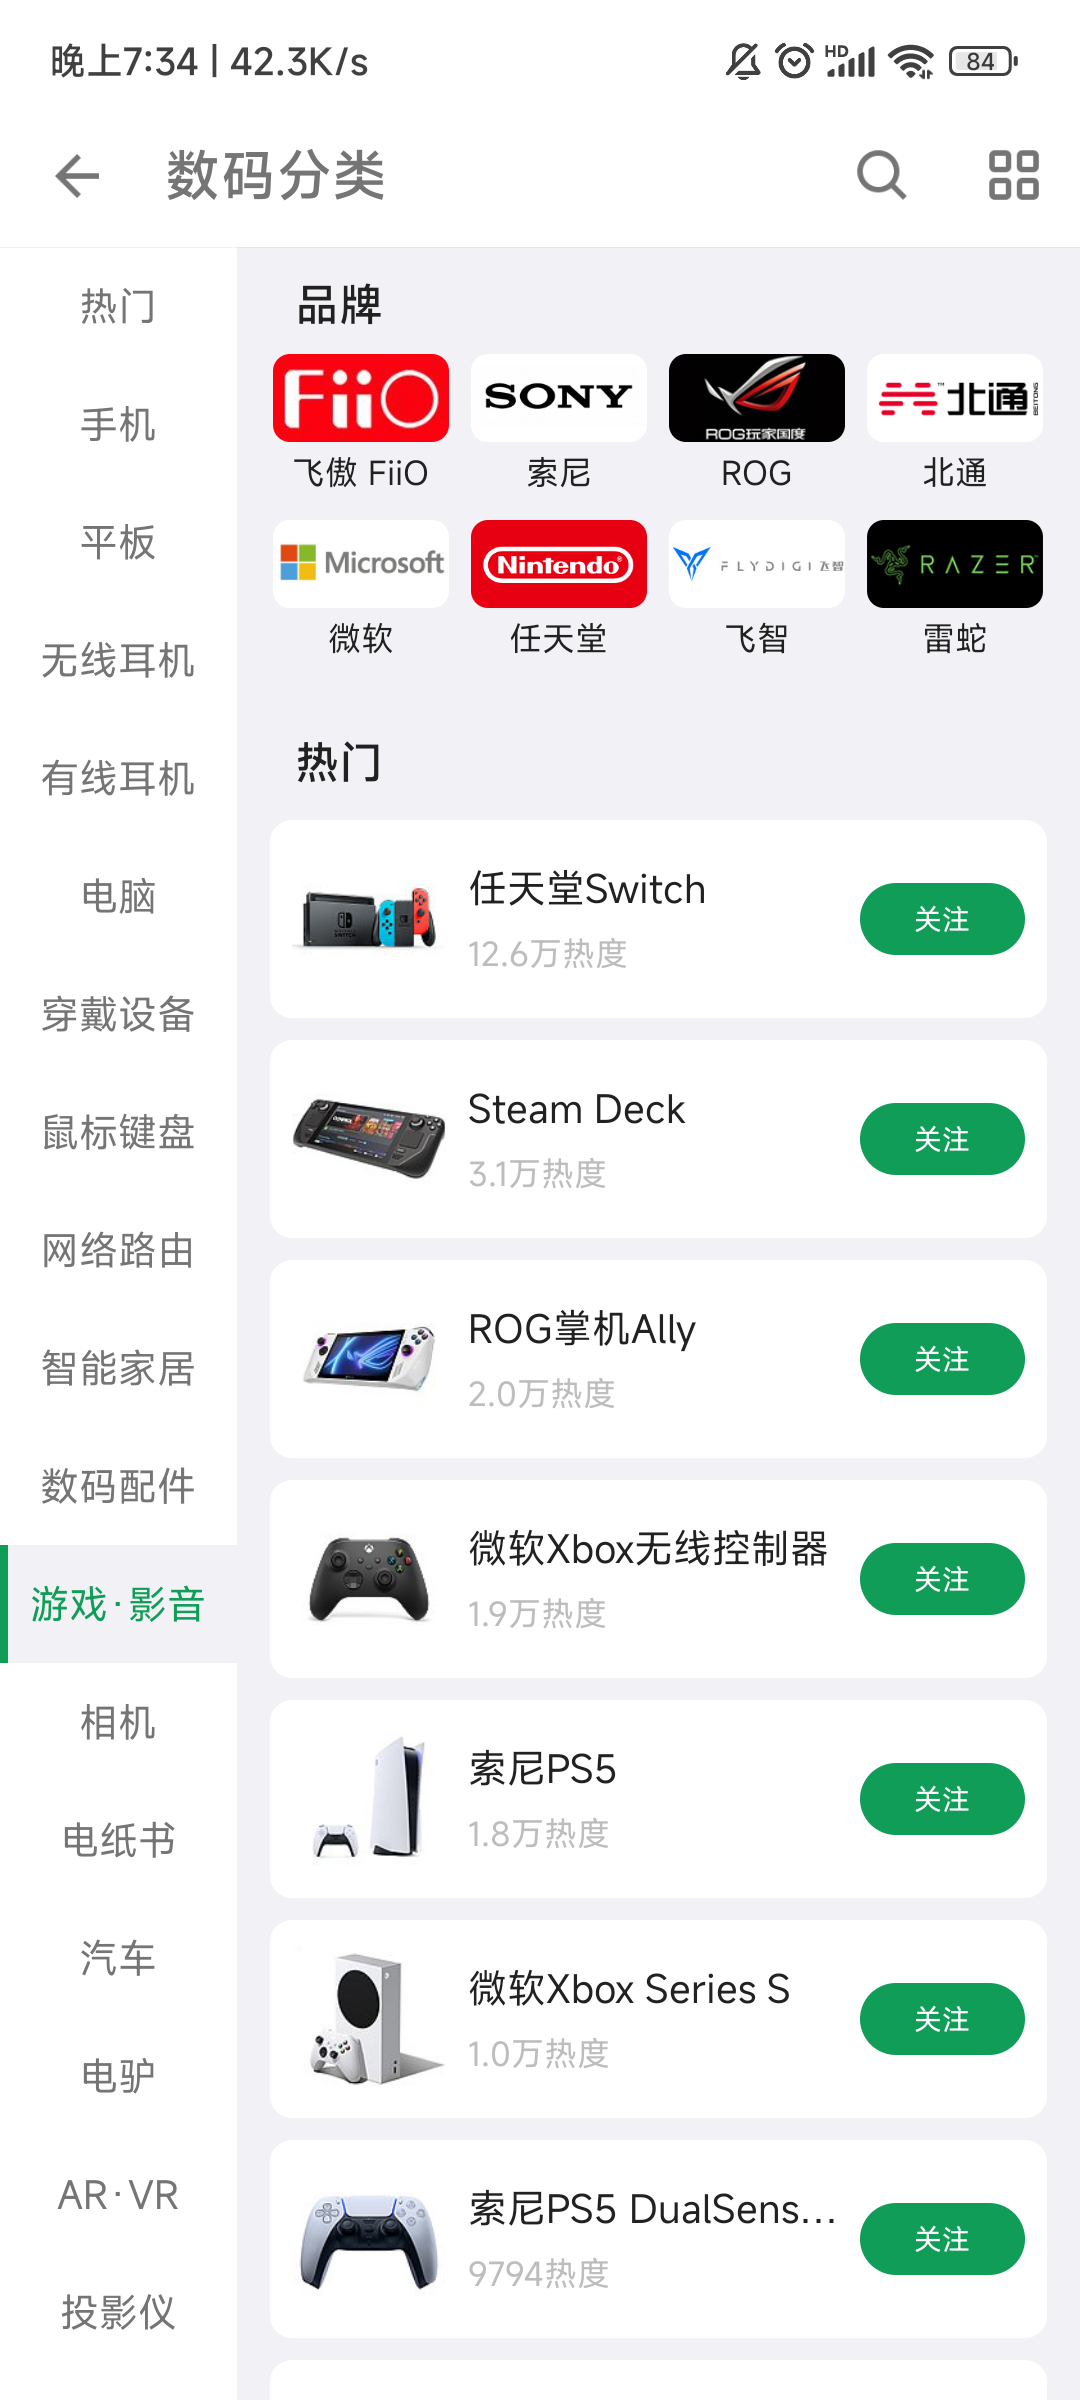 晚上7:34 | 42.3K/s
HD
84
数码分类
热门
手机
平板
无线耳机
有线耳机
电脑
穿戴设备
鼠标键盘
网络路由
智能家居
数码配件
游戏·影音
相机
电纸书
汽车
电驴
AR·VR
投影仪
品牌
FiiO
SONY
ROG玩家国度
北通
BEITONG
飞傲 FiiO
索尼
ROG
北通
Microsoft
Nintendo
FLYDIGI飞智
RAZER
微软
任天堂
飞智
雷蛇
热门
任天堂Switch
12.6万热度
关注
Steam Deck
3.1万热度
关注
ROG掌机Ally
2.0万热度
关注
微软Xbox无线控制器
1.9万热度
关注
索尼PS5
1.8万热度
关注
微软Xbox Series S
1.0万热度
关注
索尼PS5 DualSens...
9794热度
关注